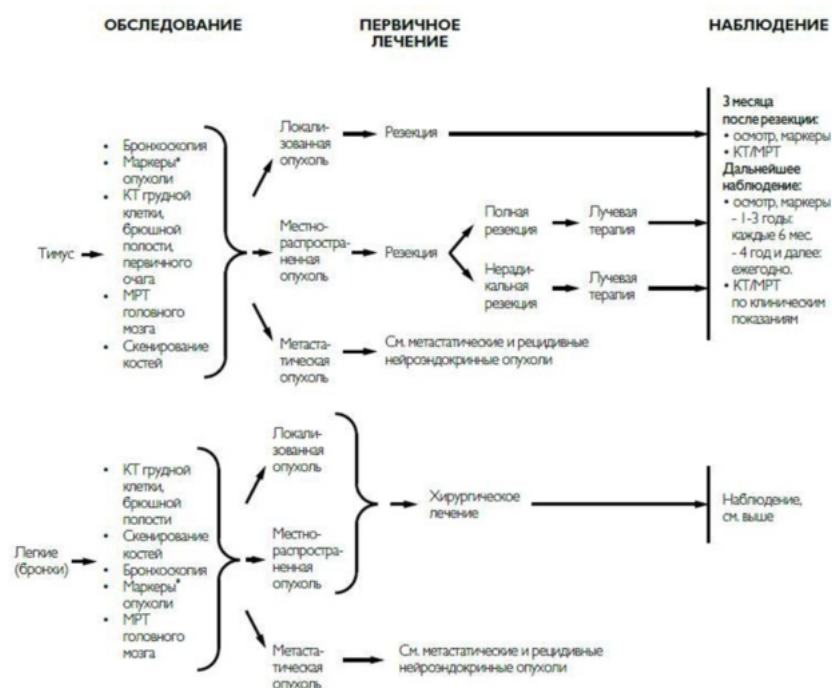 ОБСЛЕДОВАНИЕ
ПЕРВИЧНОЕ
ЛЕЧЕНИЕ
НАБЛЮДЕНИЕ
Тимус
• Бронхоскопия
• Маркеры*
опухоли
• КТ грудной
клетки,
брюшной
полости,
первичного
очага
• МРТ
головного
мозга
• Скенирование
костей
Локали-
зованная
опухоль
Резекция
Местно-
распростра-
ненная
опухоль
Резекция
Полная
резекция
Лучевая
терапия
Неради-
кальная
резекция
Лучевая
терапия
Метаста-
тическая
опухоль
См. метастатические и рецидивные
нейроэндокринные опухоли
3 месяца
после резекции:
• осмотр, маркеры
• КТ/МРТ
Дальнейшее
наблюдение:
• осмотр, маркеры
- 1-3 годы:
каждые 6 мес.
- 4 год и далее:
ежегодно.
• КТ/МРТ
по клиническим
показаниям
Легкие
(бронхи)
• КТ грудной
клетки,
брюшной
полости
• Скенирование
костей
• Бронхоскопия
• Маркеры*
опухоли
• МРТ
головного
мозга
Локали-
зованная
опухоль
Местно-
распростра-
ненная
опухоль
Хирургическое
лечение
Наблюдение,
см. выше
Метаста-
тическая
опухоль
См. метастатические и рецидивные
нейроэндокринные опухоли